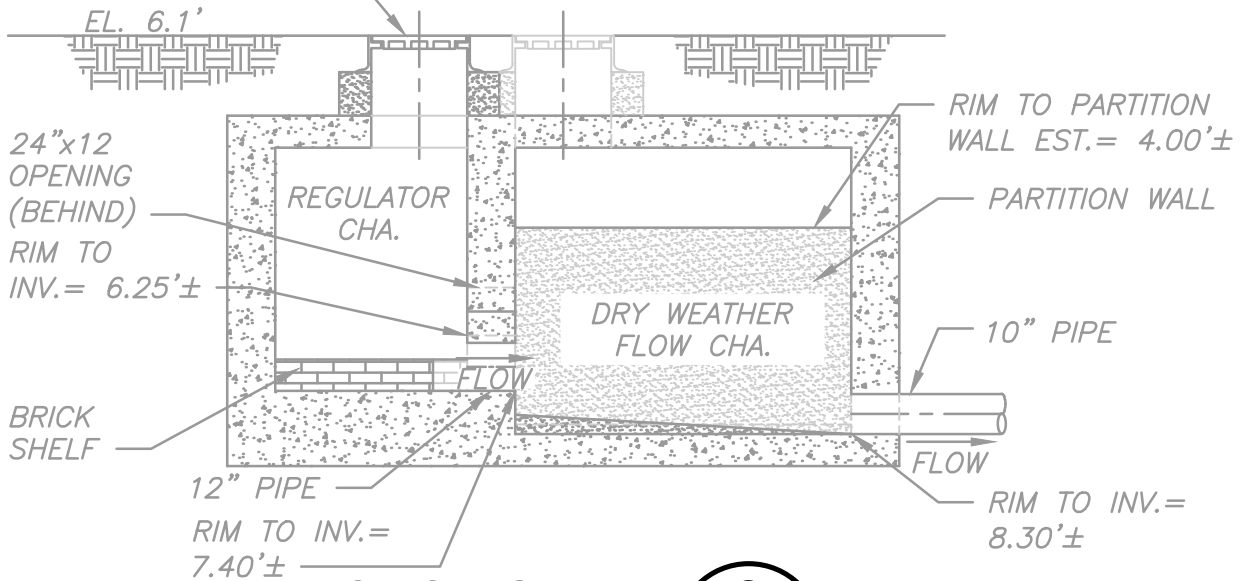 EL. 6.1'
RIM TO PARTITION
WALL EST.= 4.00'±
24"x12
OPENING
(BEHIND)
REGULATOR
CHA.
PARTITION WALL
RIM TO
INV.= 6.25'±
DRY WEATHER
FLOW CHA.
10" PIPE
FLOW
BRICK
SHELF
FLOW
12" PIPE
RIM TO INV.=
8.30'±
RIM TO INV.=
7.40'±